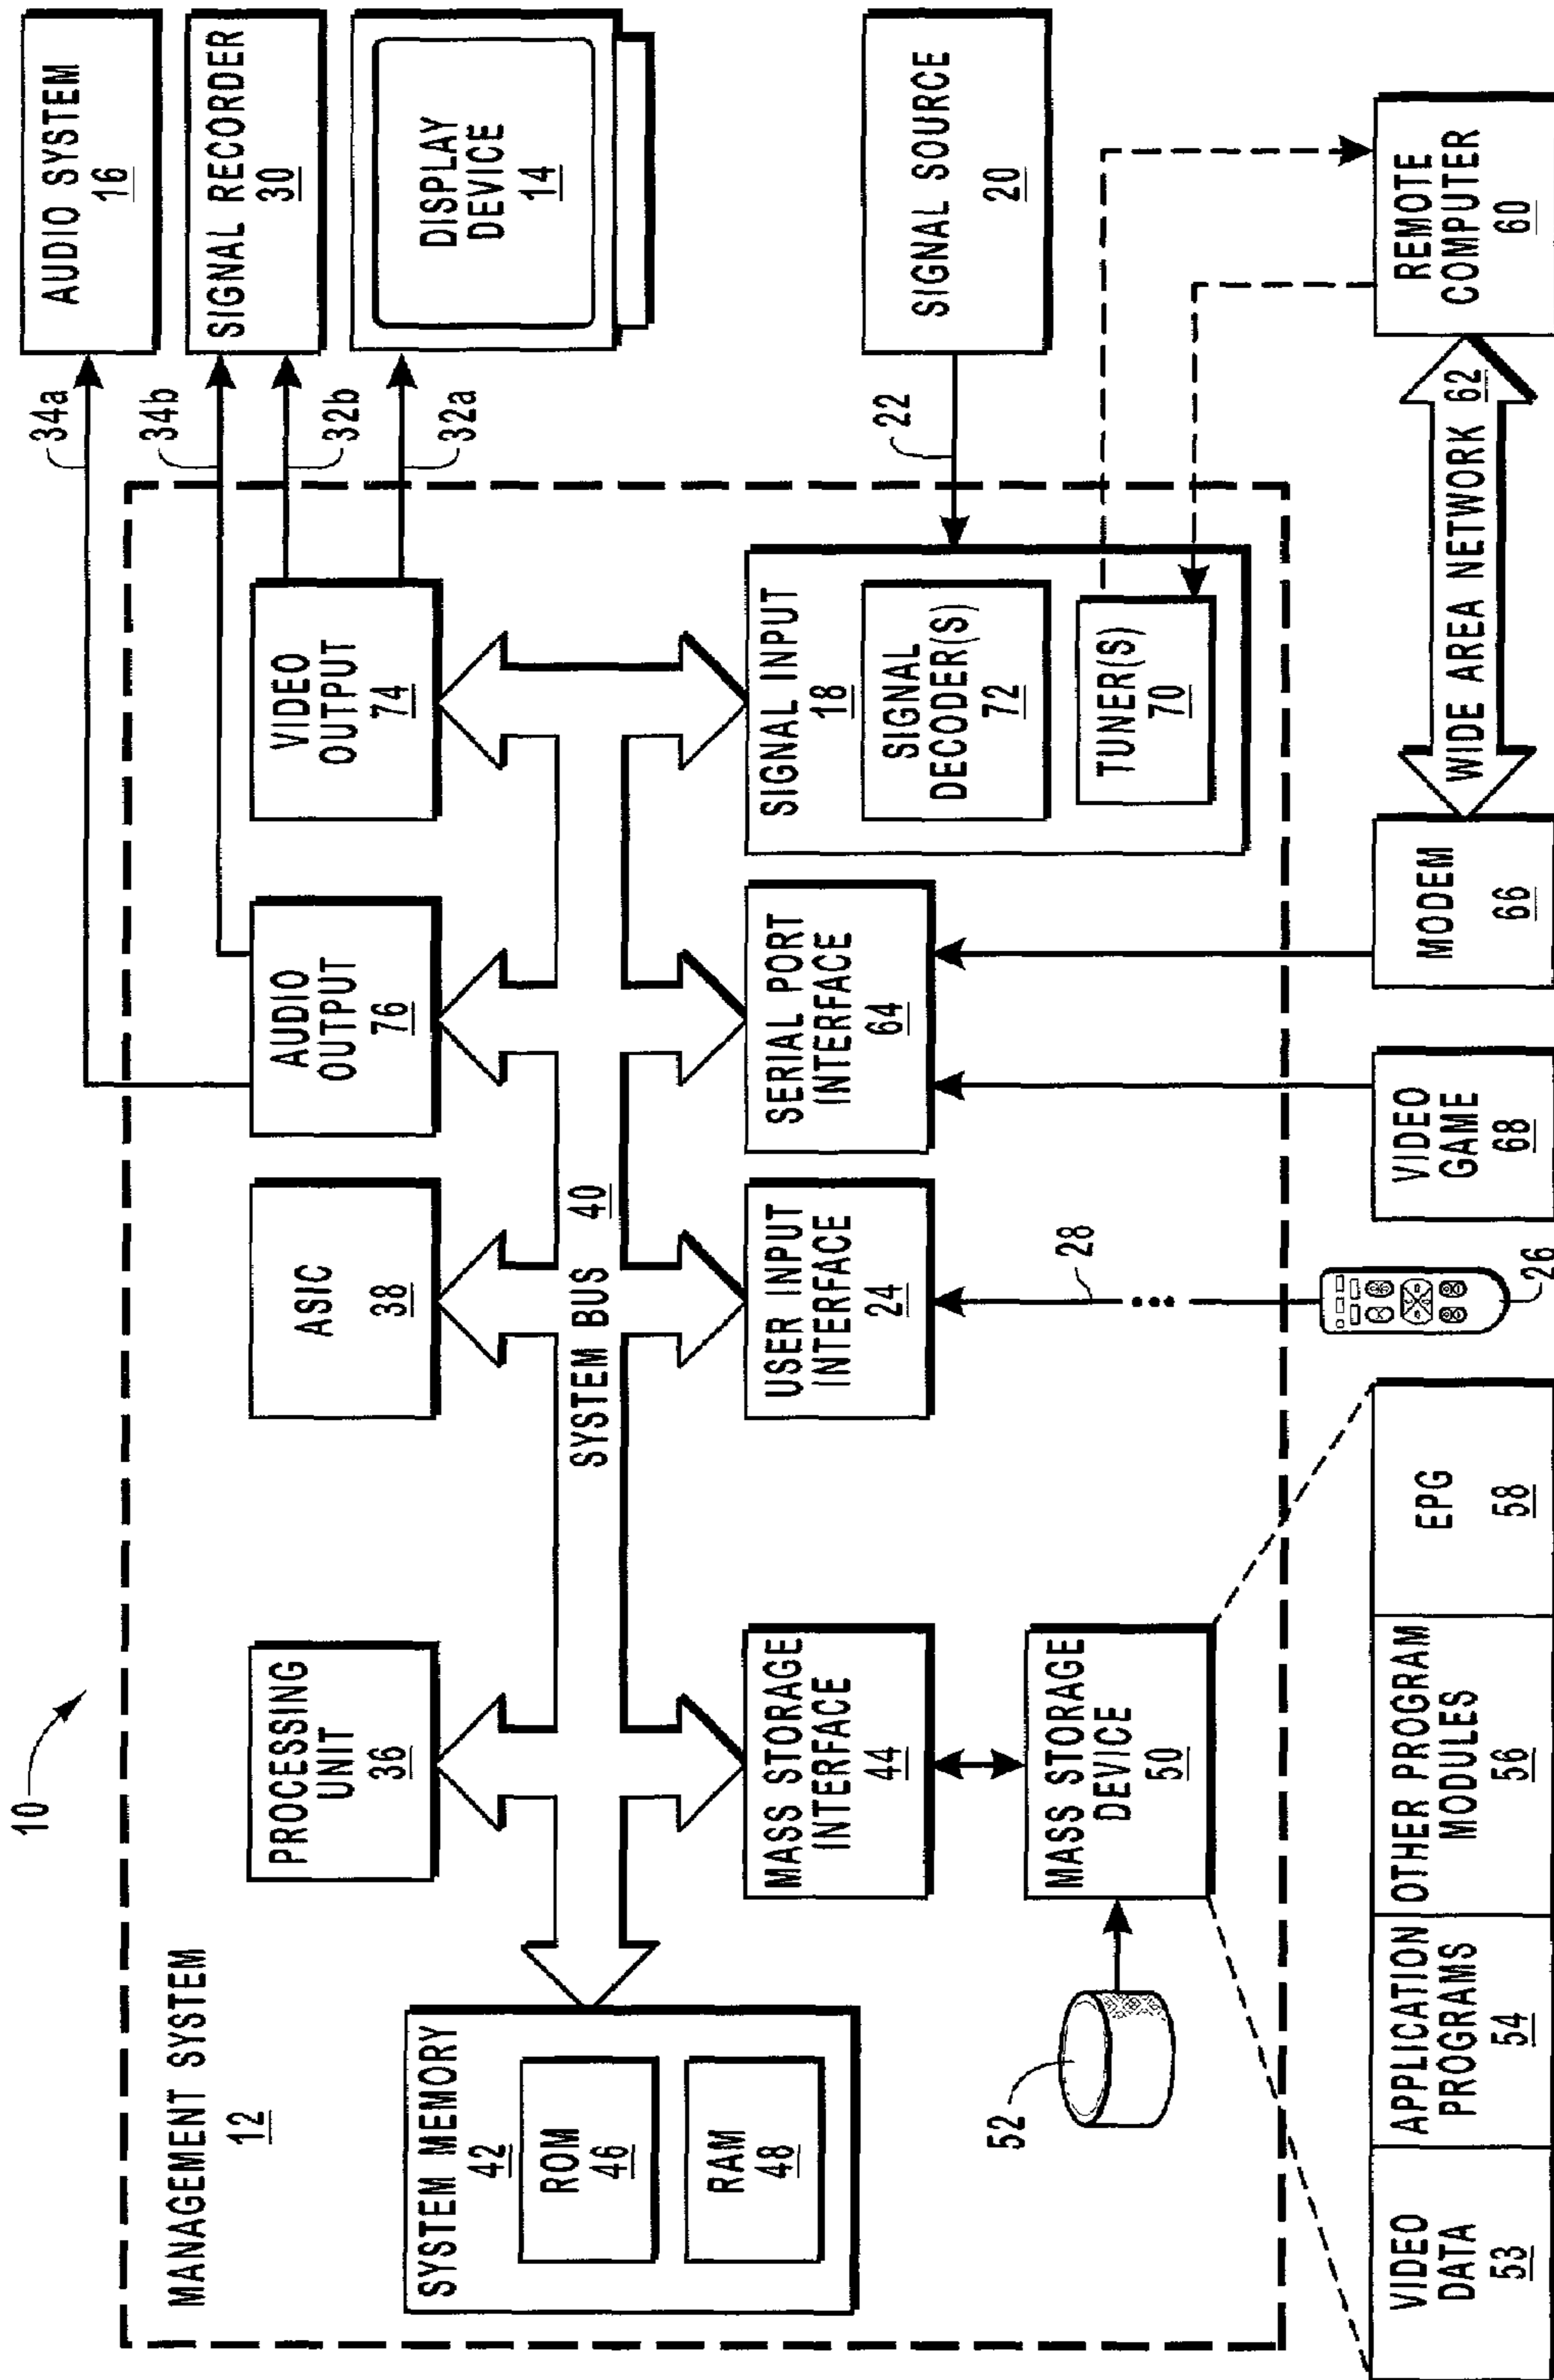 10
MANAGEMENT SYSTEM
12
SYSTEM MEMORY
42
ROM
46
RAM
48
PROCESSING
UNIT
36
ASIC
38
AUDIO
OUTPUT
76
VIDEO
OUTPUT
74
34a
34b
32b
32a
AUDIO SYSTEM
16
SIGNAL RECORDER
30
DISPLAY
DEVICE
14
SYSTEM BUS 40
MASS STORAGE
INTERFACE
44
USER INPUT
INTERFACE
24
SERIAL PORT
INTERFACE
64
SIGNAL INPUT
18
SIGNAL
DECODER(S)
72
TUNER(S)
70
22
SIGNAL SOURCE
20
52
MASS STORAGE
DEVICE
50
28
26
VIDEO
DATA
53
APPLICATION
PROGRAMS
54
OTHER PROGRAM
MODULES
56
EPG
58
VIDEO
GAME
68
MODEM
66
WIDE AREA NETWORK 62
REMOTE
COMPUTER
60